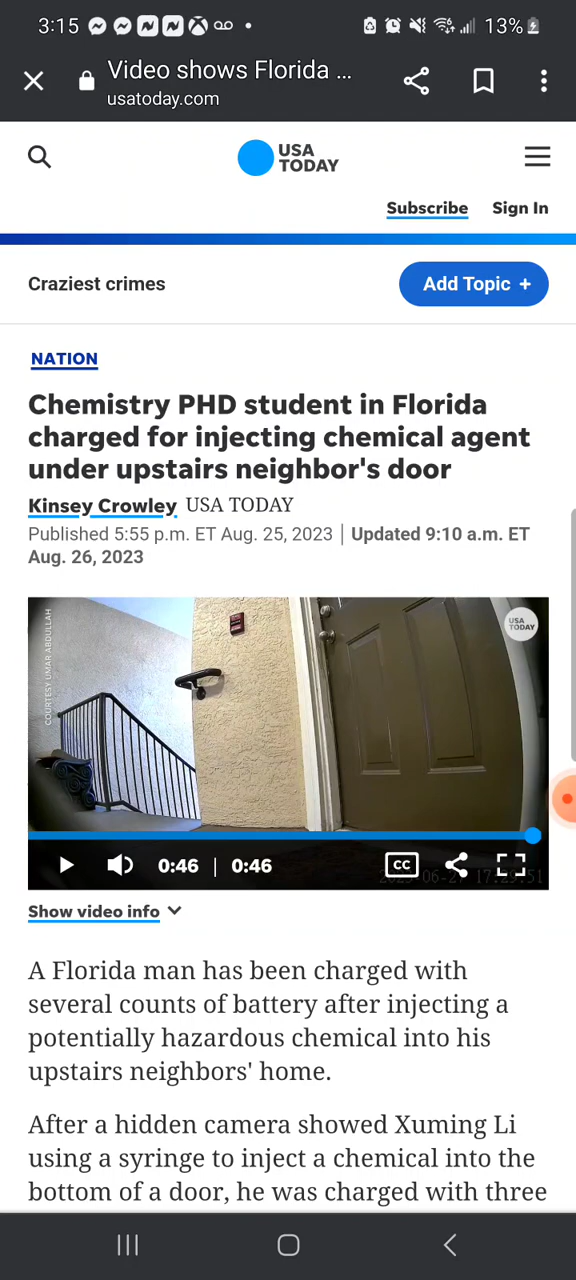 3:15
13%
Video shows Florida ...
usatoday.com
USA
TODAY
Subscribe Sign In
Craziest crimes
Add Topic +
NATION
Chemistry PHD student in Florida
charged for injecting chemical agent
under upstairs neighbor's door
Kinsey Crowley USA TODAY
Published 5:55 p.m. ET Aug. 25, 2023 | Updated 9:10 a.m. ET
Aug. 26, 2023
COURTESY UMAR ABDULLAH
USA
TODAY
0:46 | 0:46
CC
Show video info
A Florida man has been charged with
several counts of battery after injecting a
potentially hazardous chemical into his
upstairs neighbors' home.
After a hidden camera showed Xuming Li
using a syringe to inject a chemical into the
bottom of a door, he was charged with three